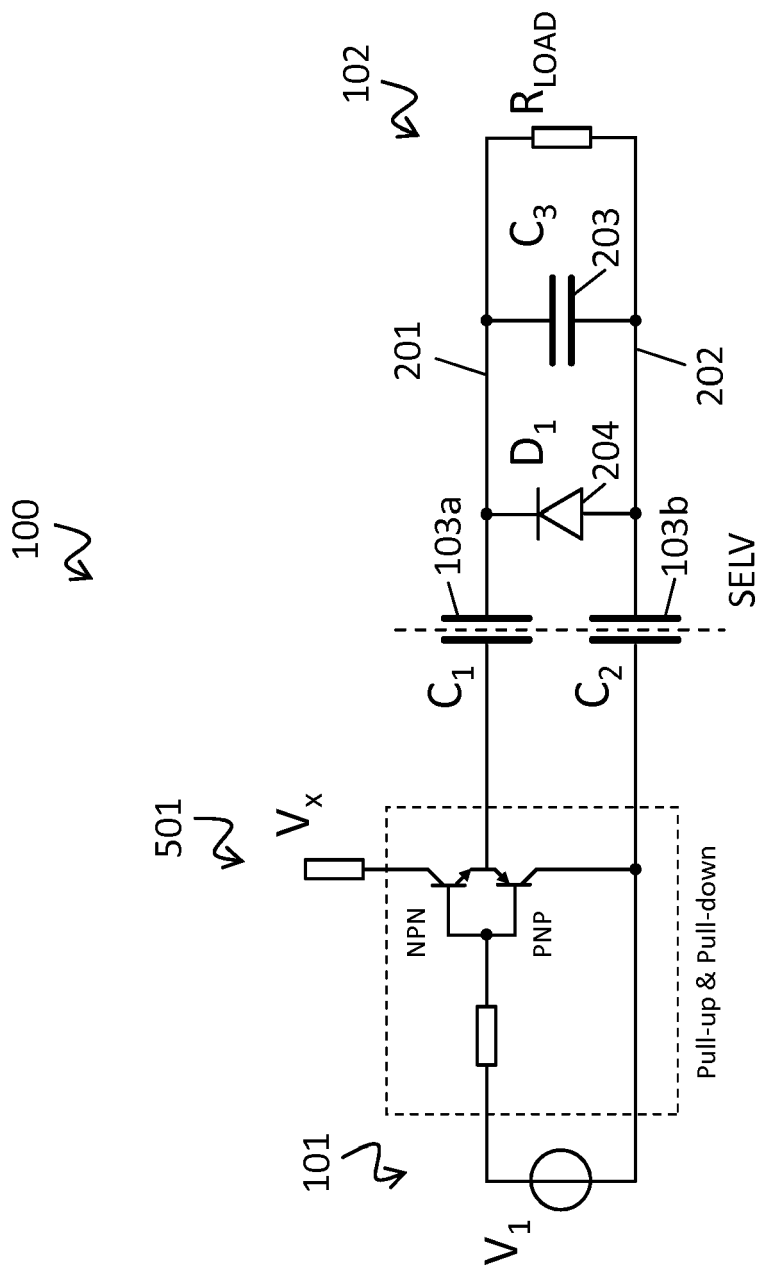 100
501
101
102
V1
Vx
NPN
PNP
Pull-up & Pull-down
C1
C2
103a
103b
SELV
201
202
D1
204
C3
203
RLOAD